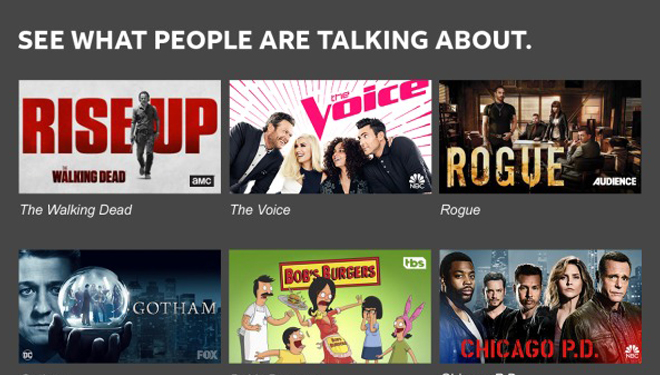 SEE WHAT PEOPLE ARE TALKING ABOUT.
RISE UP
THE WALKING DEAD
amc
the Voice
NBC
ROGUE
AUDIENCE
The Walking Dead
The Voice
Rogue
GOTHAM
DC
FOX
BOB'S BURGERS
tbs
CHICAGO P.D.
NBC